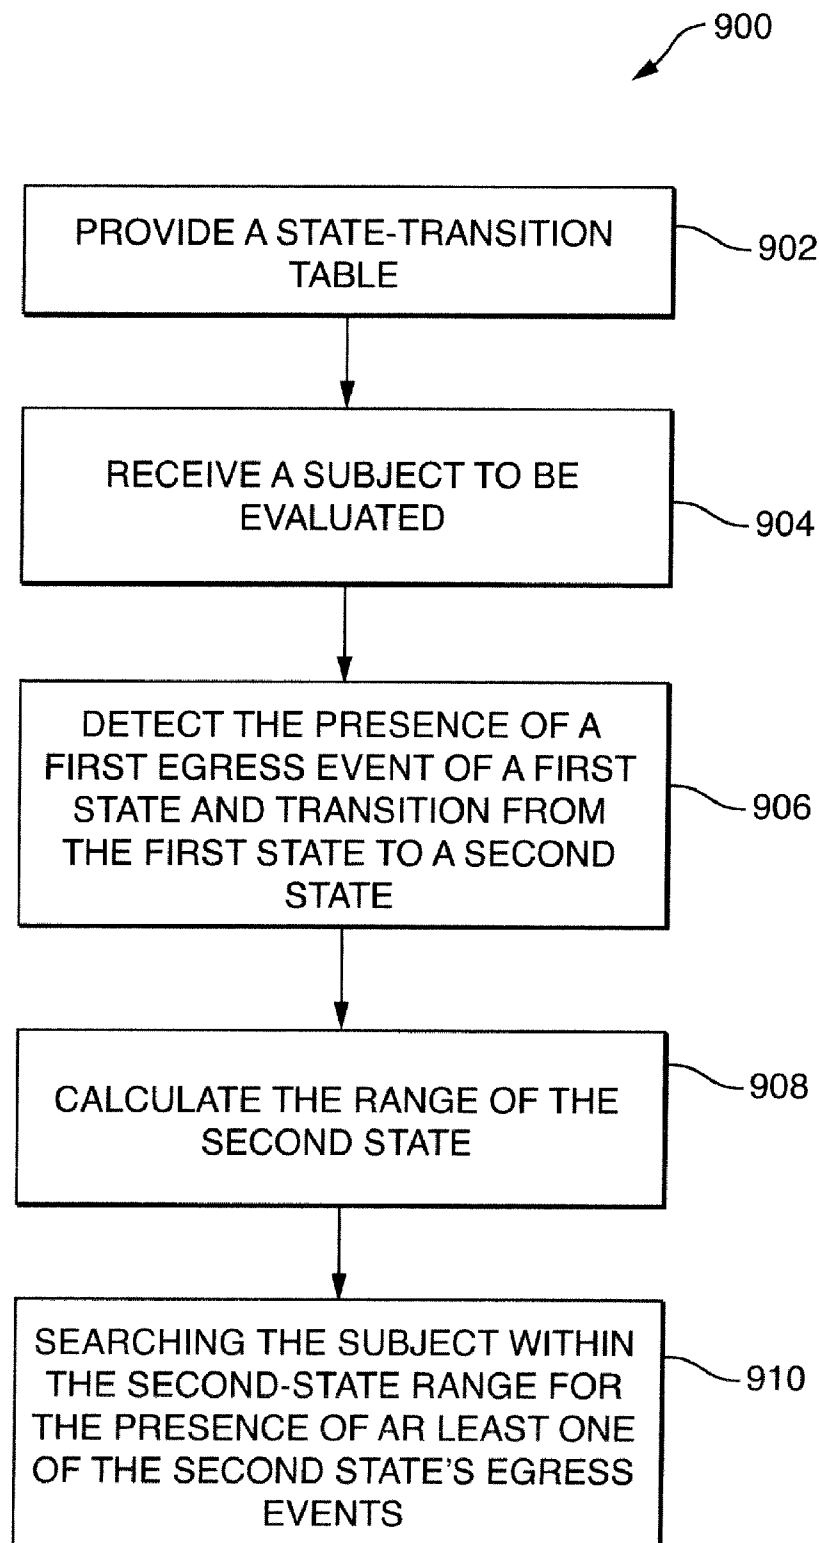 900
PROVIDE A STATE-TRANSITION
TABLE
902
RECEIVE A SUBJECT TO BE
EVALUATED
904
DETECT THE PRESENCE OF A
FIRST EGRESS EVENT OF A FIRST
STATE AND TRANSITION FROM
THE FIRST STATE TO A SECOND
STATE
906
CALCULATE THE RANGE OF THE
SECOND STATE
908
SEARCHING THE SUBJECT WITHIN
THE SECOND-STATE RANGE FOR
THE PRESENCE OF AR LEAST ONE
OF THE SECOND STATE'S EGRESS
EVENTS
910